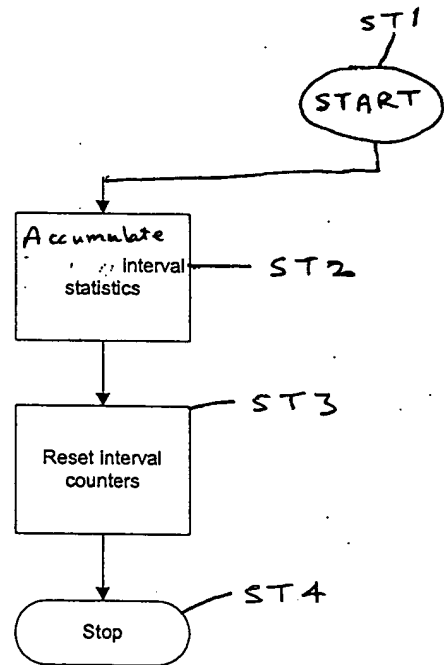 ST1
START
Accumulate
interval
statistics
ST2
Reset interval
counters
ST3
Stop
ST4